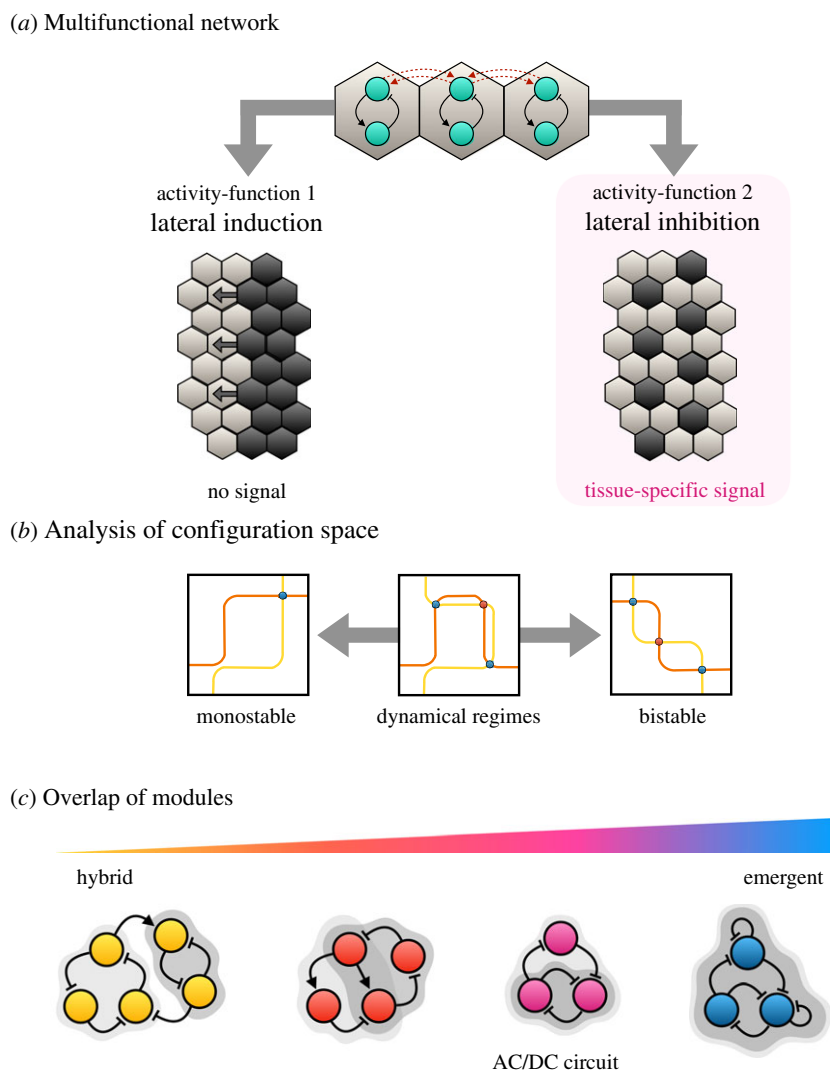 (a) Multifunctional network
activity-function 1
lateral induction
activity-function 2
lateral inhibition
no signal
tissue-specific signal
(b) Analysis of configuration space
monostable
dynamical regimes
bistable
(c) Overlap of modules
hybrid
emergent
AC/DC circuit